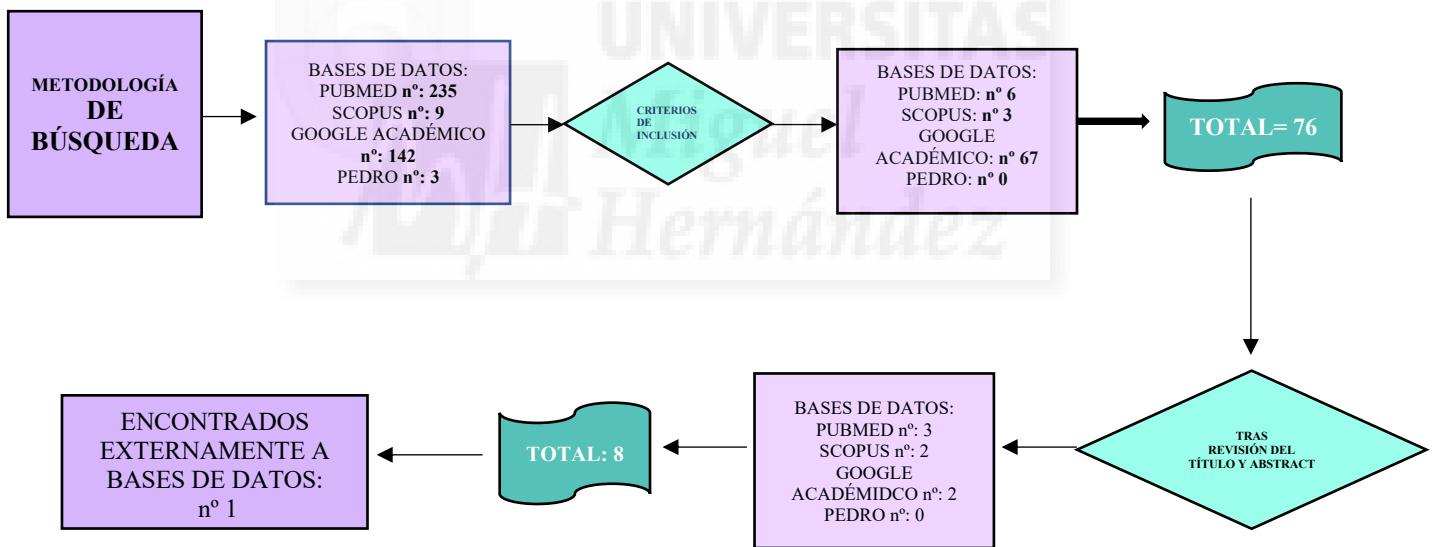 METODOLOGÍA
DE
BÚSQUEDA
BASES DE DATOS:
PUBMED nº: 235
SCOPUS nº: 9
GOOGLE ACADÉMICO
nº: 142
PEDRO nº: 3
CRITERIOS
DE
INCLUSIÓN
BASES DE DATOS:
PUBMED: nº 6
SCOPUS: nº 3
GOOGLE
ACADÉMICO: nº 67
PEDRO: nº 0
TOTAL= 76
UNIVERSITAS
Miguel
Hernández
TRAS
REVISIÓN DEL
TÍTULO Y ABSTRACT
BASES DE DATOS:
PUBMED nº: 3
SCOPUS nº: 2
GOOGLE
ACADÉMIDCO nº: 2
PEDRO nº: 0
TOTAL: 8
ENCONTRADOS
EXTERNAMENTE A
BASES DE DATOS:
nº 1